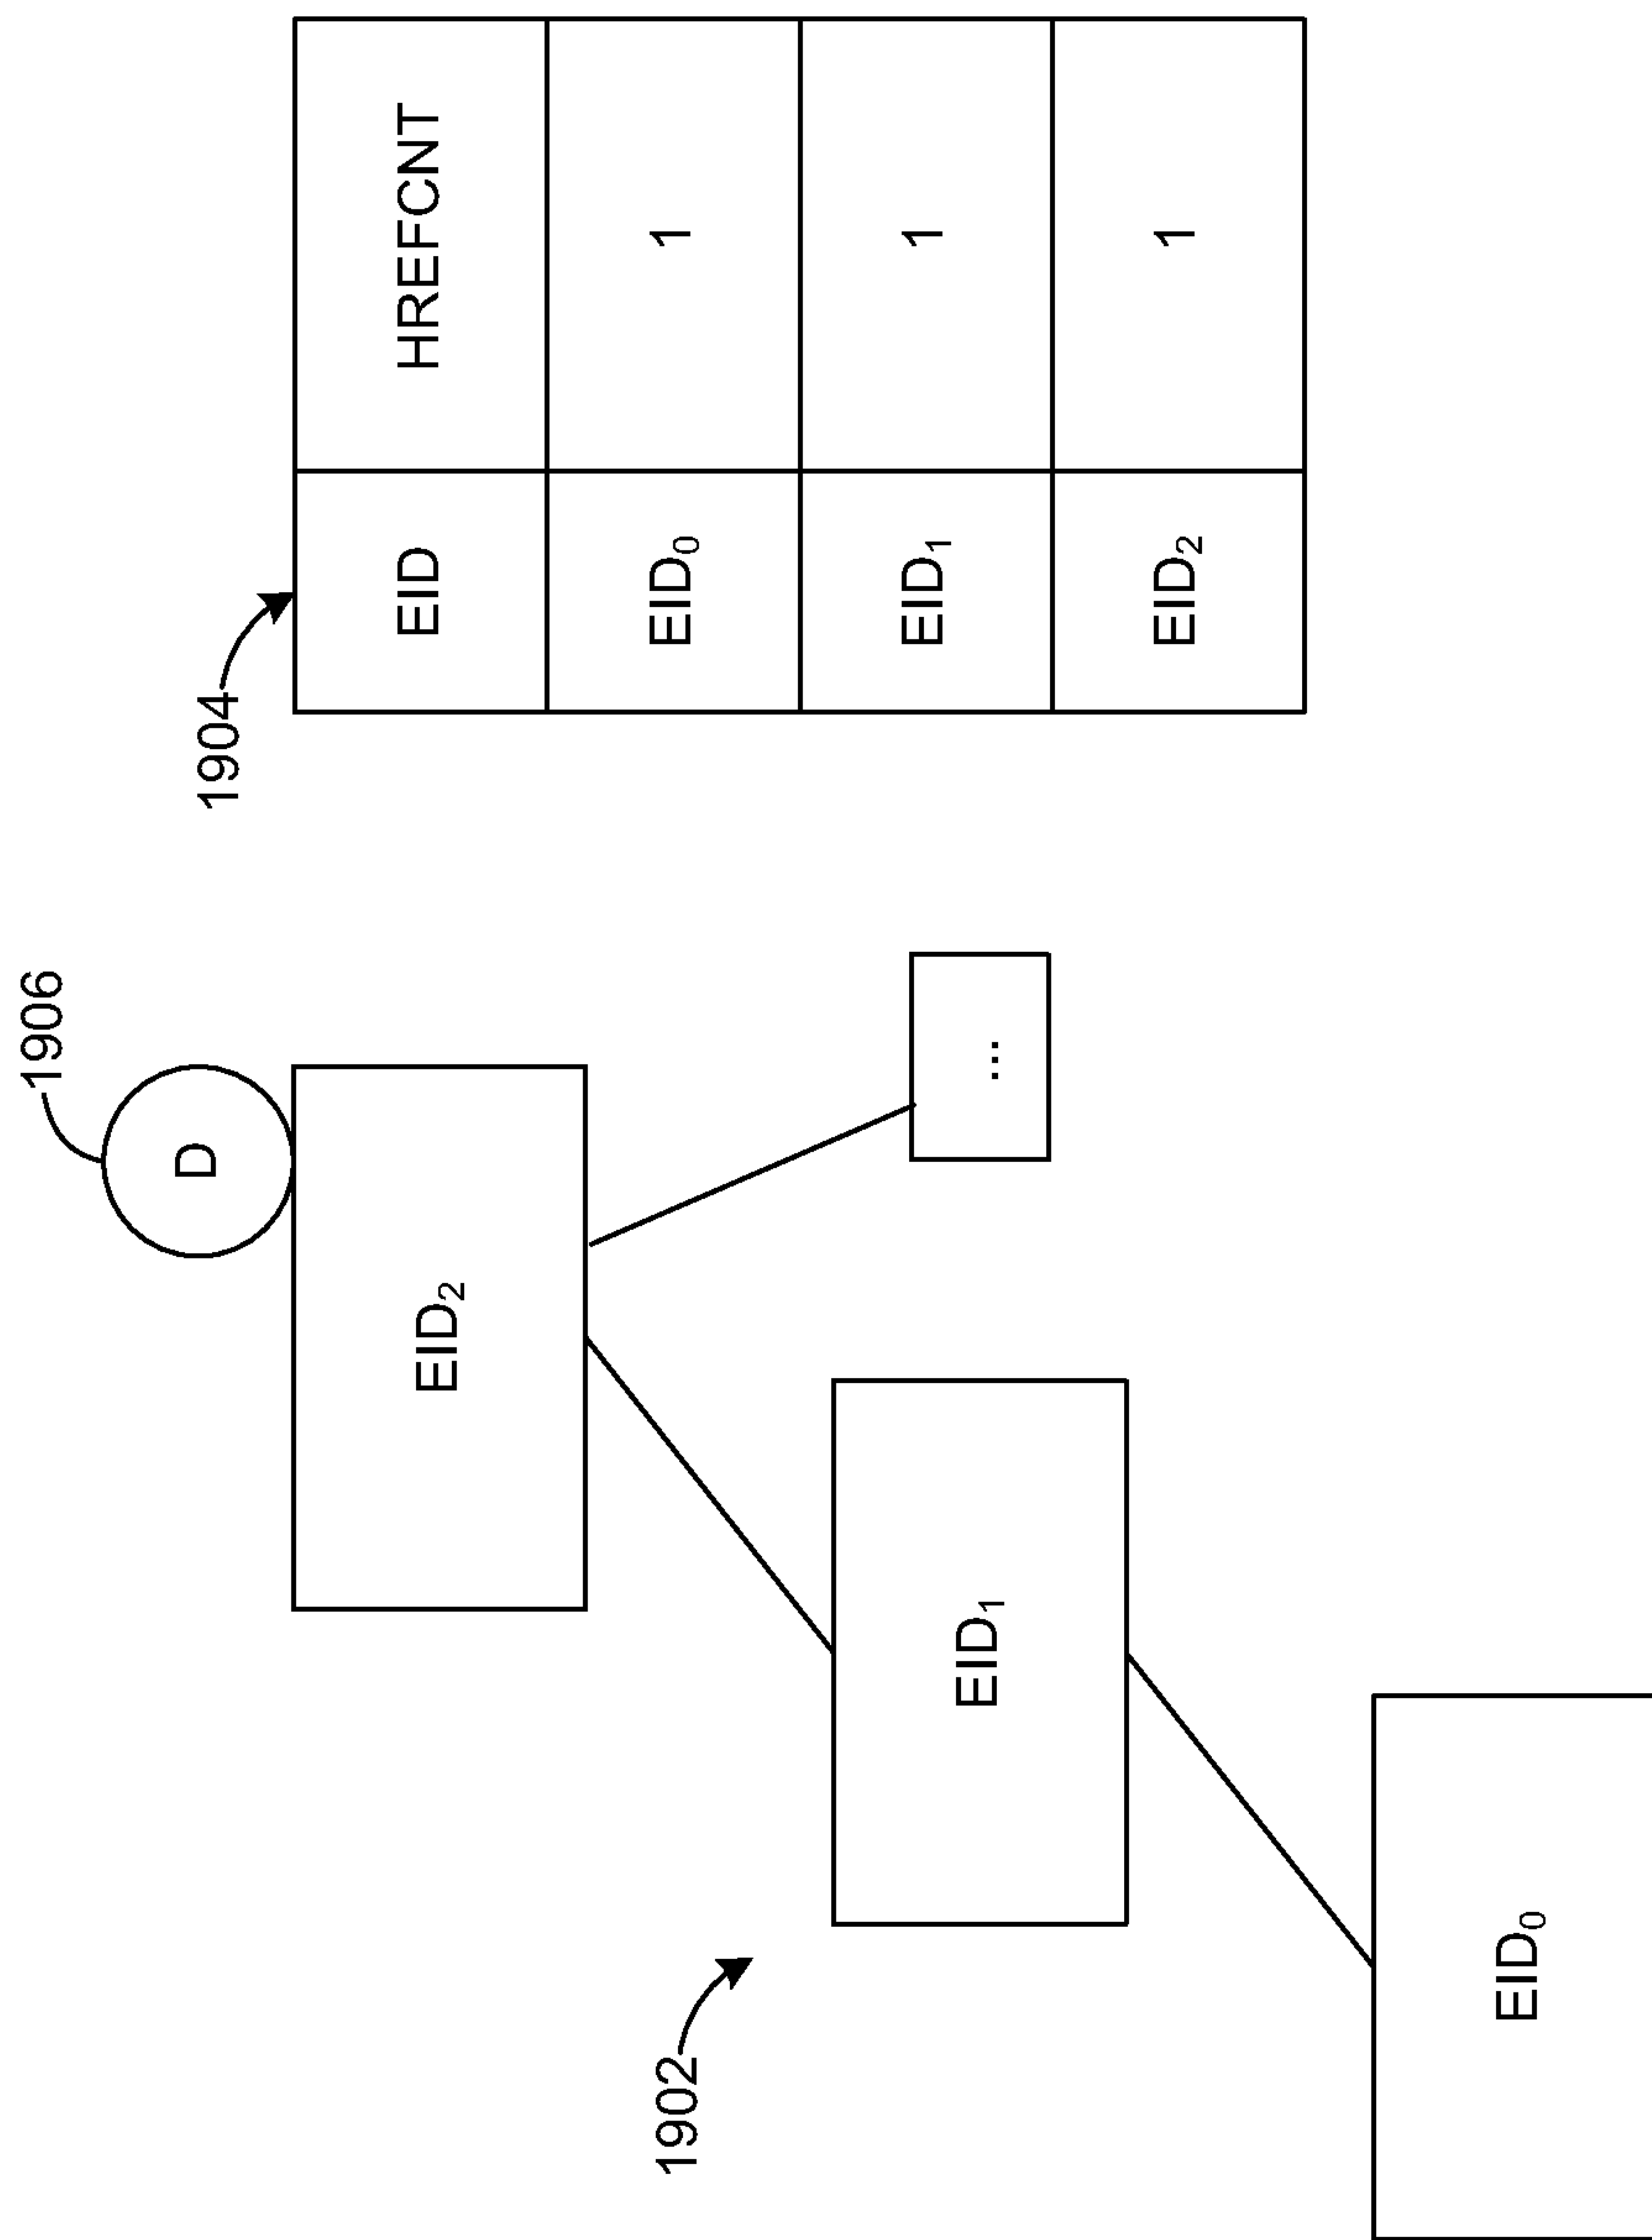 1906
D
EID₂
...
EID₁
EID₀
1902
1904
EID HREFCNT
EID₀ 1
EID₁ 1
EID₂ 1